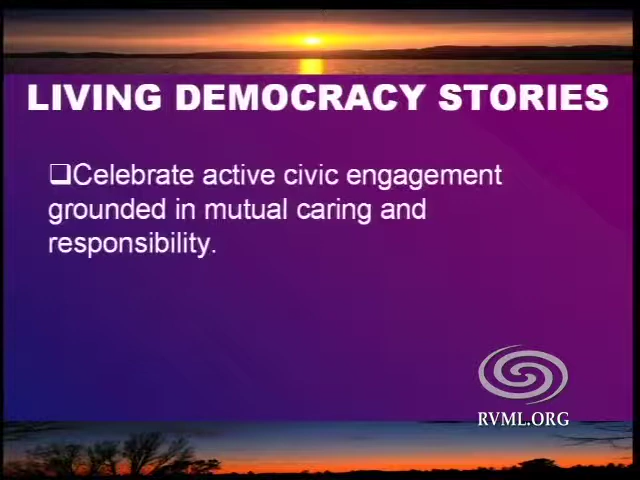 LIVING DEMOCRACY STORIES
❑Celebrate active civic engagement
grounded in mutual caring and
responsibility.
RVML.ORG